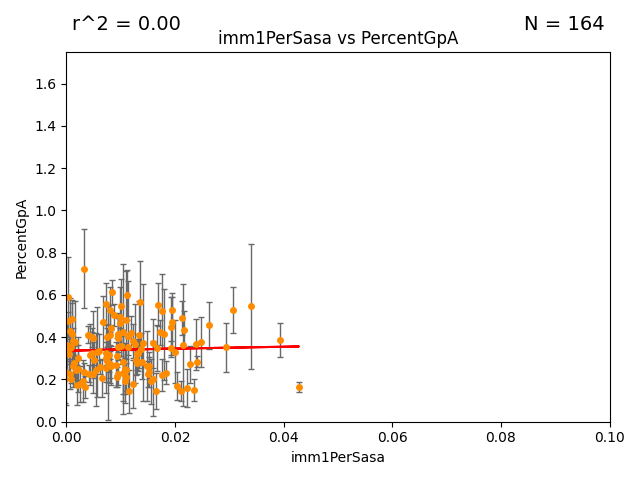 r^2 = 0.00
N = 164
imm1PerSasa vs PercentGpA
1.6
1.4
1.2
1.0
0.8
0.6
0.4
0.2
0.0
PercentGpA
0.00 0.02 0.04 0.06 0.08 0.10
imm1PerSasa